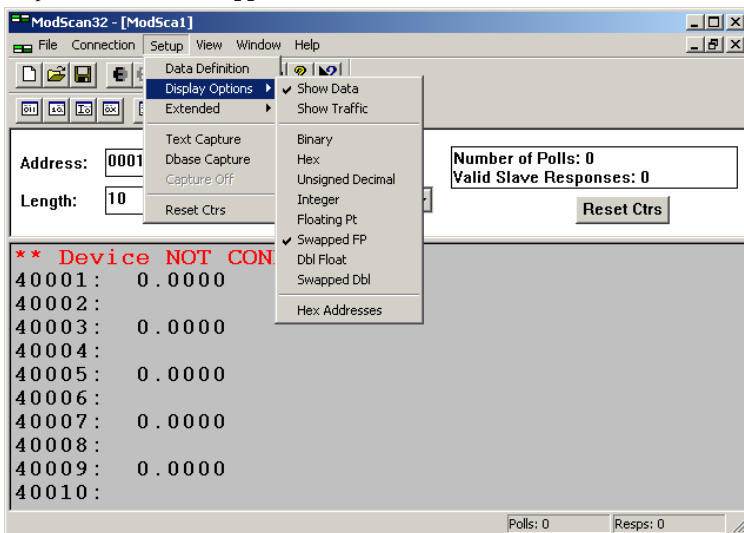 ModScan32 - [ModSca1]
File Connection Setup View Window Help
Data Definition
Display Options
Extended
Text Capture
Dbase Capture
Capture Off
Reset Ctrs
Show Data
Show Traffic
Binary
Hex
Unsigned Decimal
Integer
Floating Pt
Swapped FP
Dbl Float
Swapped Dbl
Hex Addresses
Address: 0001
Length: 10
Number of Polls: 0
Valid Slave Responses: 0
Reset Ctrs
** Device NOT CON
40001: 0.0000
40002:
40003: 0.0000
40004:
40005: 0.0000
40006:
40007: 0.0000
40008:
40009: 0.0000
40010:
Polls: 0 Resps: 0